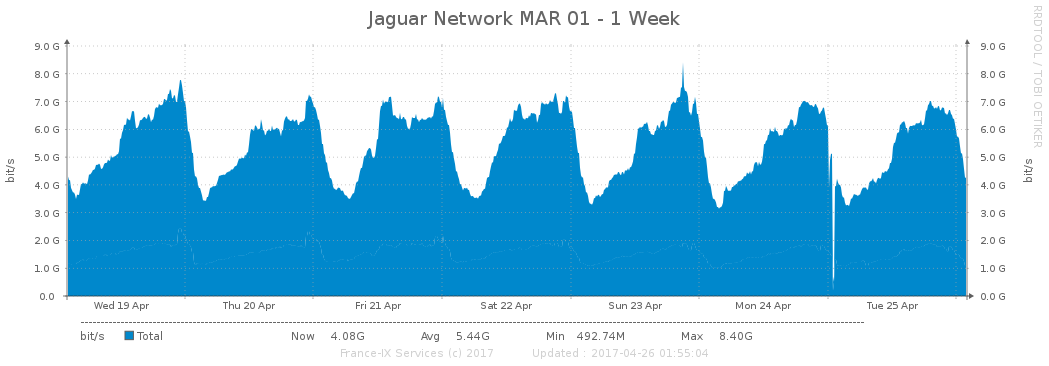 Jaguar Network MAR 01 - 1 Week
RRDTOOL / TOBI OETIKER
bit/s
9.0 G 9.0 G
8.0 G 8.0 G
7.0 G 7.0 G
6.0 G 6.0 G
5.0 G 5.0 G
4.0 G 4.0 G
3.0 G 3.0 G
2.0 G 2.0 G
1.0 G 1.0 G
0.0 0.0 G
bit/s
Wed 19 Apr Thu 20 Apr Fri 21 Apr Sat 22 Apr Sun 23 Apr Mon 24 Apr Tue 25 Apr
bit/s Total Now 4.08G Avg 5.44G Min 492.74M Max 8.40G
France-IX Services (c) 2017 Updated : 2017-04-26 01:55:04